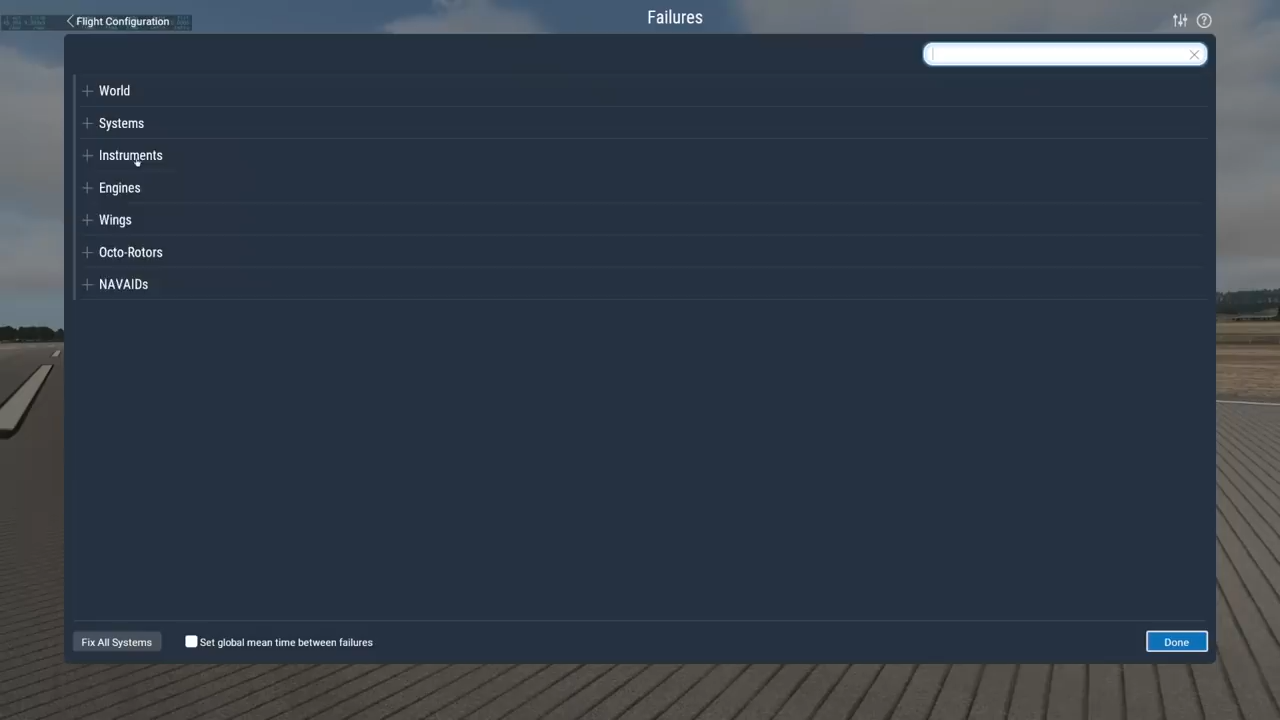 Flight Configuration
Failures
World
Systems
Instruments
Engines
Wings
Octo-Rotors
NAVAIDs
Fix All Systems
Set global mean time between failures
Done